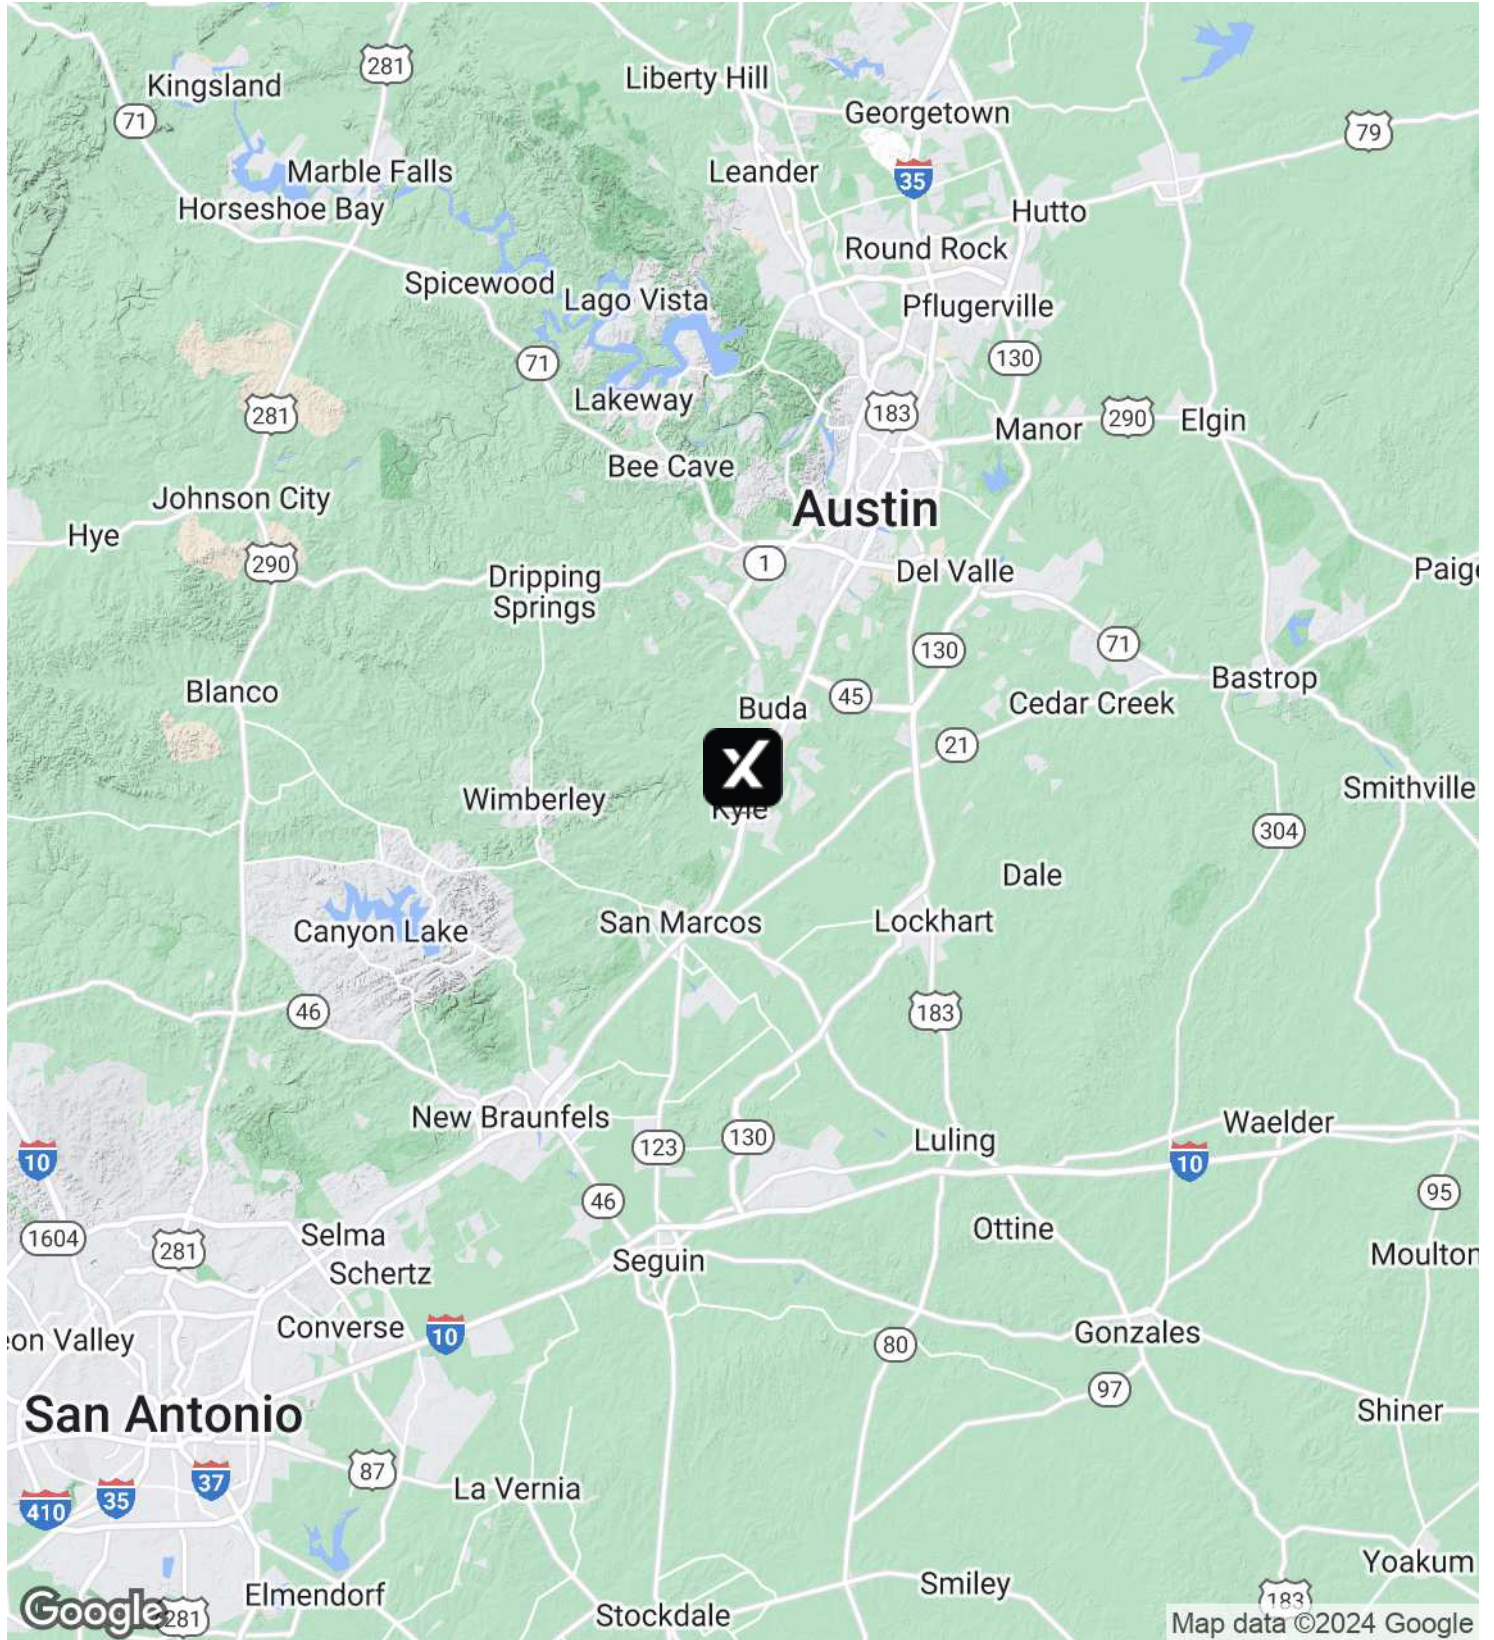 281
Liberty Hill
Kingsland
Georgetown
71
79
Marble Falls
Leander
35
Horseshoe Bay
Hutto
Round Rock
Spicewood
Lago Vista
Pflugerville
71
130
Lakeway
281
183
290
Elgin
Manor
Bee Cave
Johnson City
Austin
Hye
290
1
Del Valle
Paige
Dripping
Springs
130
71
Blanco
45
Bastrop
Buda
Cedar Creek
21
X
Smithville
Wimberley
Kyle
304
Dale
San Marcos
Lockhart
Canyon Lake
46
183
New Braunfels
Waelder
123
130
Luling
10
10
46
95
1604
281
Selma
Ottine
Seguin
Moulton
Schertz
Converse
10
eon Valley
80
Gonzales
97
San Antonio
Shiner
87
37
35
410
La Vernia
Yoakum
Smiley
Elmendorf
183
Google
281
Stockdale
Map data ©2024 Google